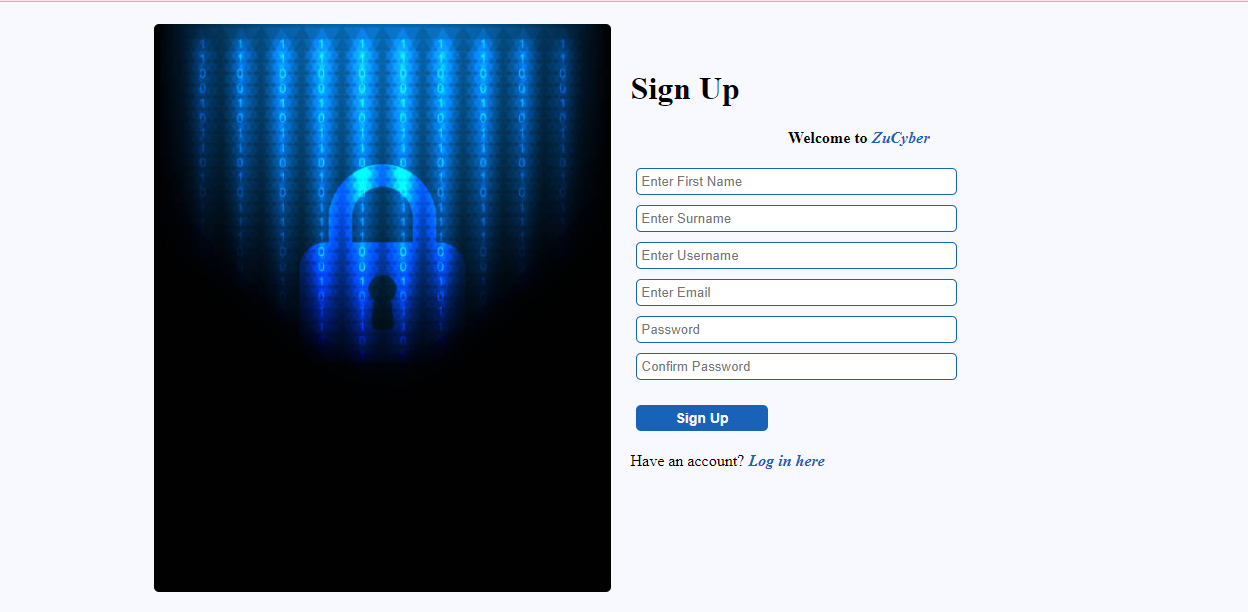 Sign Up
Welcome to ZuCyber
Enter First Name
Enter Surname
Enter Username
Enter Email
Password
Confirm Password
Sign Up
Have an account? Log in here